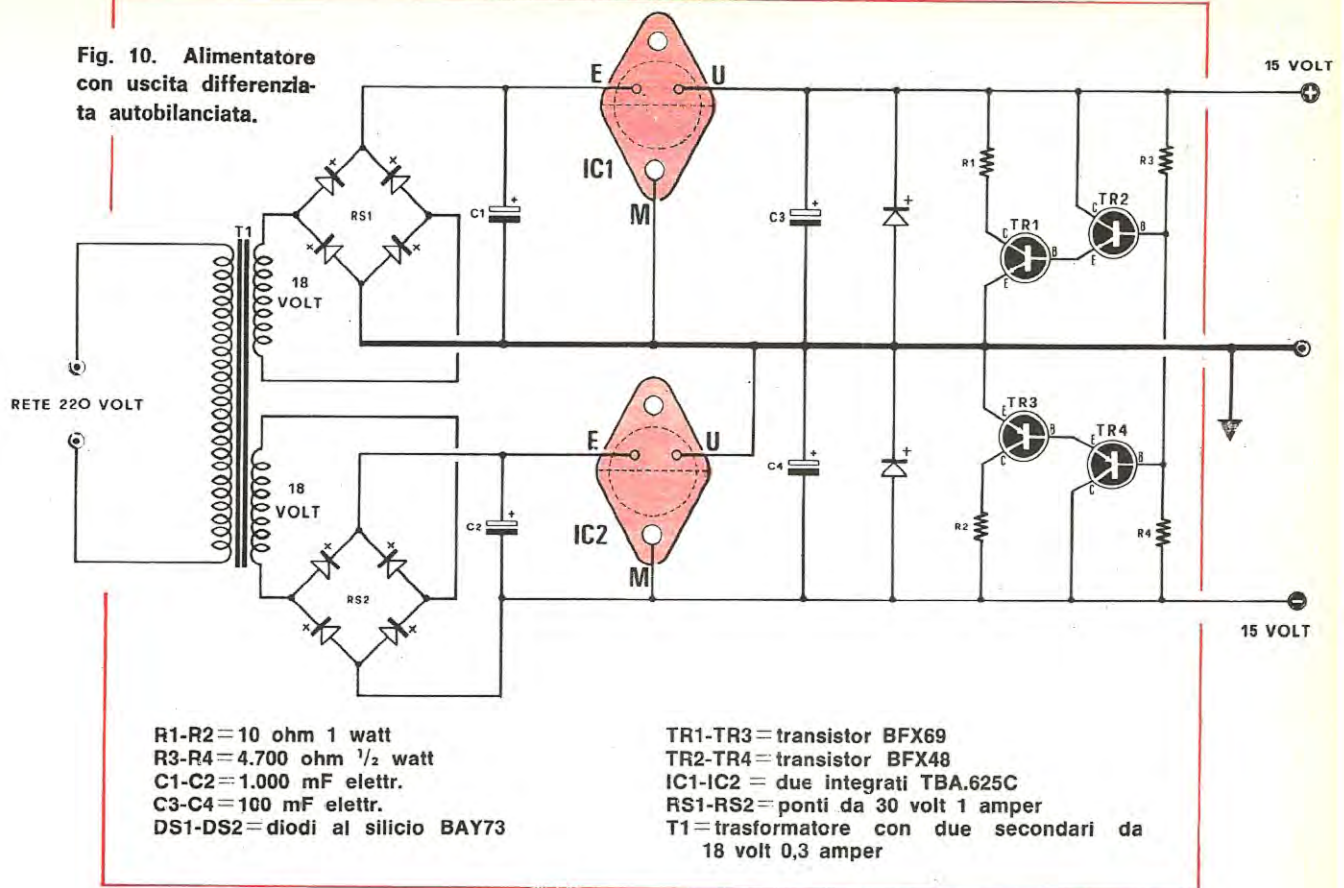 Fig. 10. Alimentatore
con uscita differenzia-
ta autobilanciata.
15 VOLT
E
U
IC1
M
R1
R3
TR2
C
B
E
TR1
C
B
E
C1
+
C3
+
+
T1
RS1
18
VOLT
RETE 220 VOLT
18
VOLT
RS2
C2
+
E
U
IC2
M
C4
+
+
TR3
E
B
C
TR4
E
B
C
R2
R4
15 VOLT
R1-R2=10 ohm 1 watt
R3-R4=4.700 ohm 1/2 watt
C1-C2=1.000 mF elettr.
C3-C4=100 mF elettr.
DS1-DS2=diodi al silicio BAY73
TR1-TR3=transistor BFX69
TR2-TR4=transistor BFX48
IC1-IC2 = due integrati TBA.625C
RS1-RS2=ponti da 30 volt 1 amper
T1=trasformatore con due secondari da
18 volt 0,3 amper